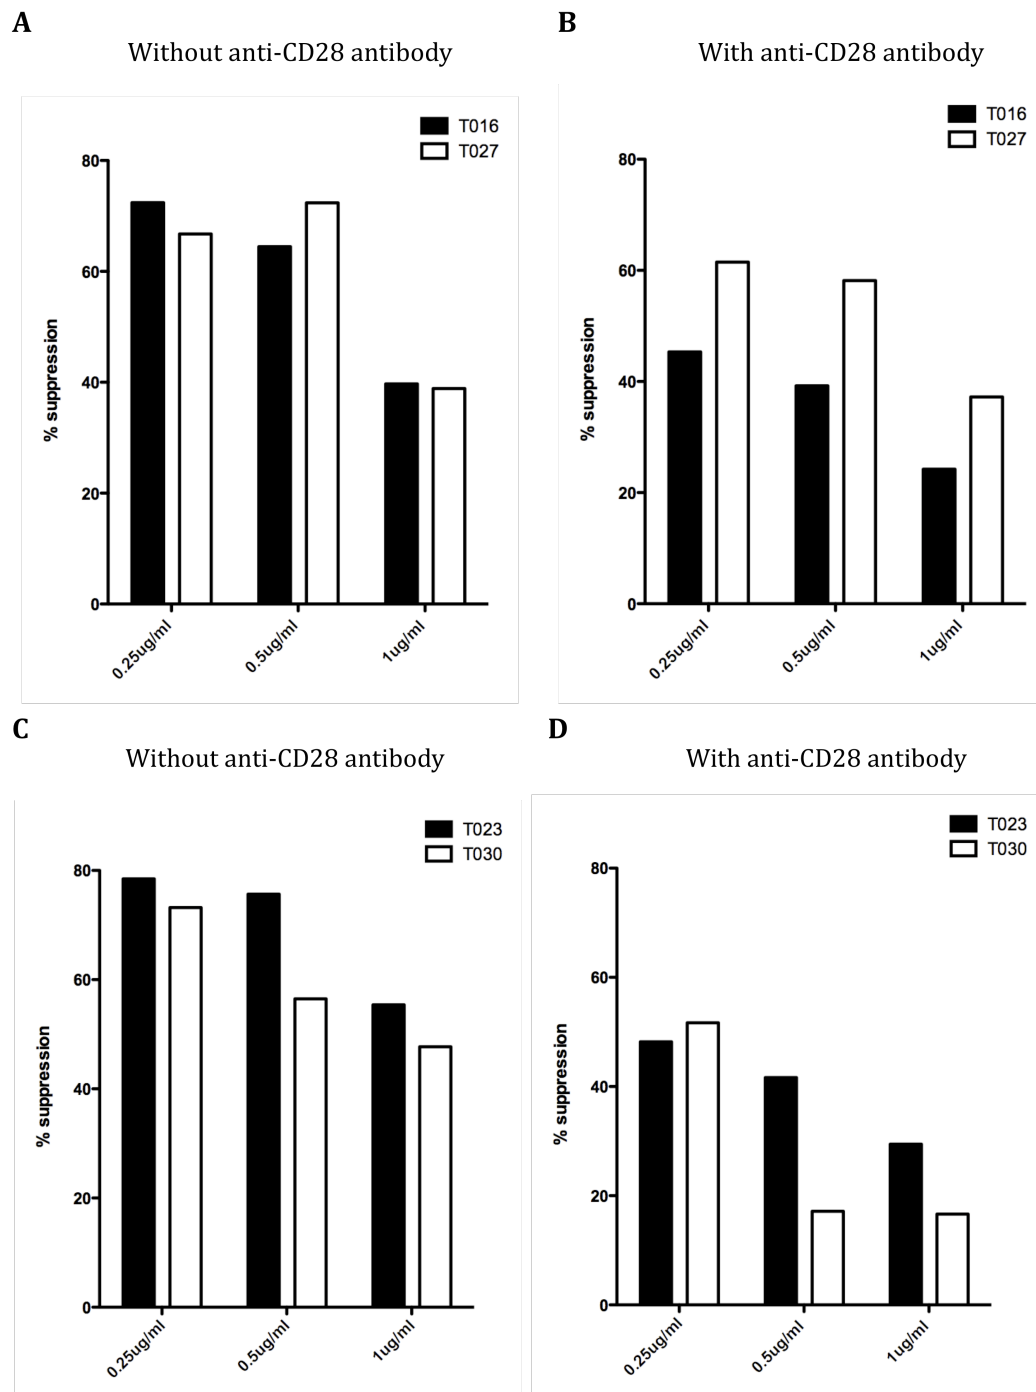 A
Without anti-CD28 antibody
T016
T027
80
60
40
20
0
% suppression
0.25ug/ml
0.5ug/ml
1ug/ml
B
With anti-CD28 antibody
T016
T027
80
60
40
20
0
% suppression
0.25ug/ml
0.5ug/ml
1ug/ml
C
Without anti-CD28 antibody
T023
T030
80
60
40
20
0
% suppression
0.25ug/ml
0.5ug/ml
1ug/ml
D
With anti-CD28 antibody
T023
T030
80
60
40
20
0
% suppression
0.25ug/ml
0.5ug/ml
1ug/ml